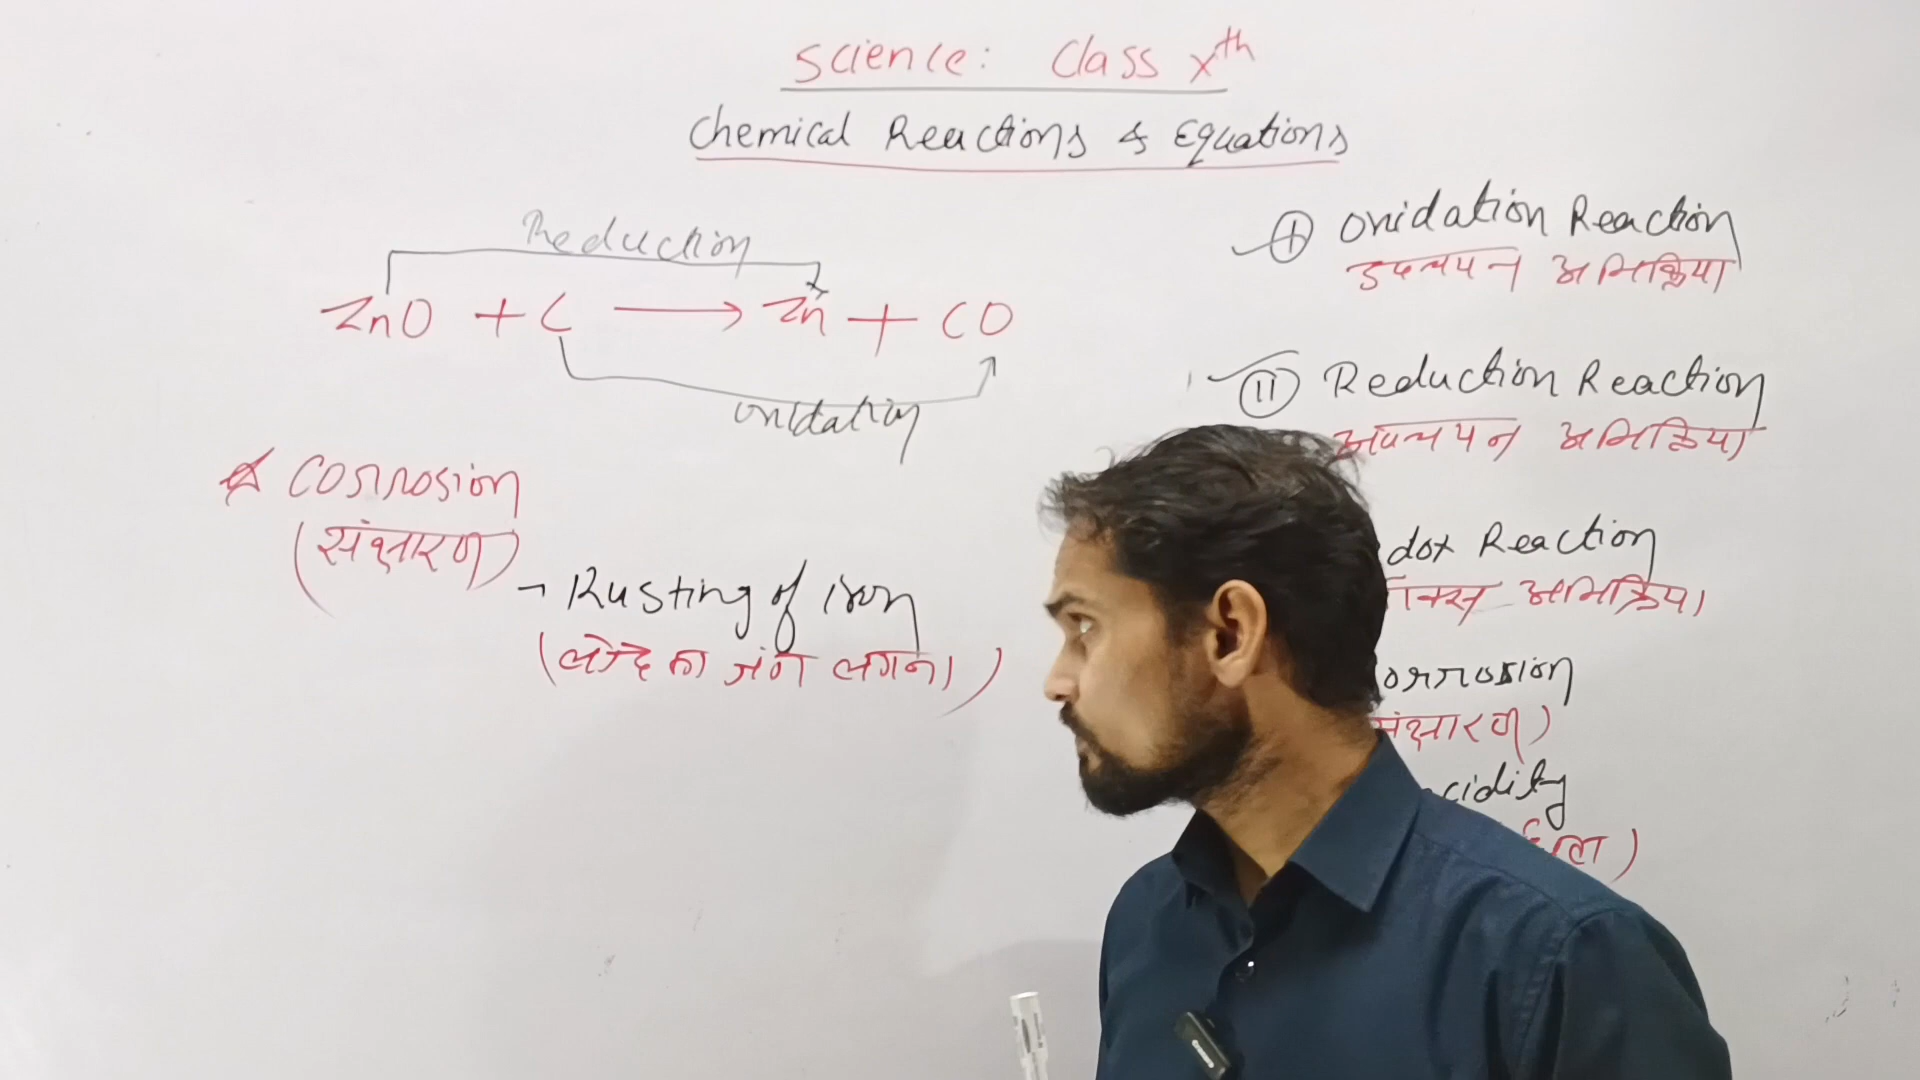 Science: Class Xth
Chemical Reactions & Equations
Reduction
ZnO + C → Zn + CO
Oxidation
Corrosion
(संक्षारण)
Rusting of iron
(लोहे का जंग लगना)
I Oxidation Reaction
उपचयन अभिक्रिया
II Reduction Reaction
अपचयन अभिक्रिया
dox Reaction
अभिक्रिया
orrosion
संक्षारण)
cidity